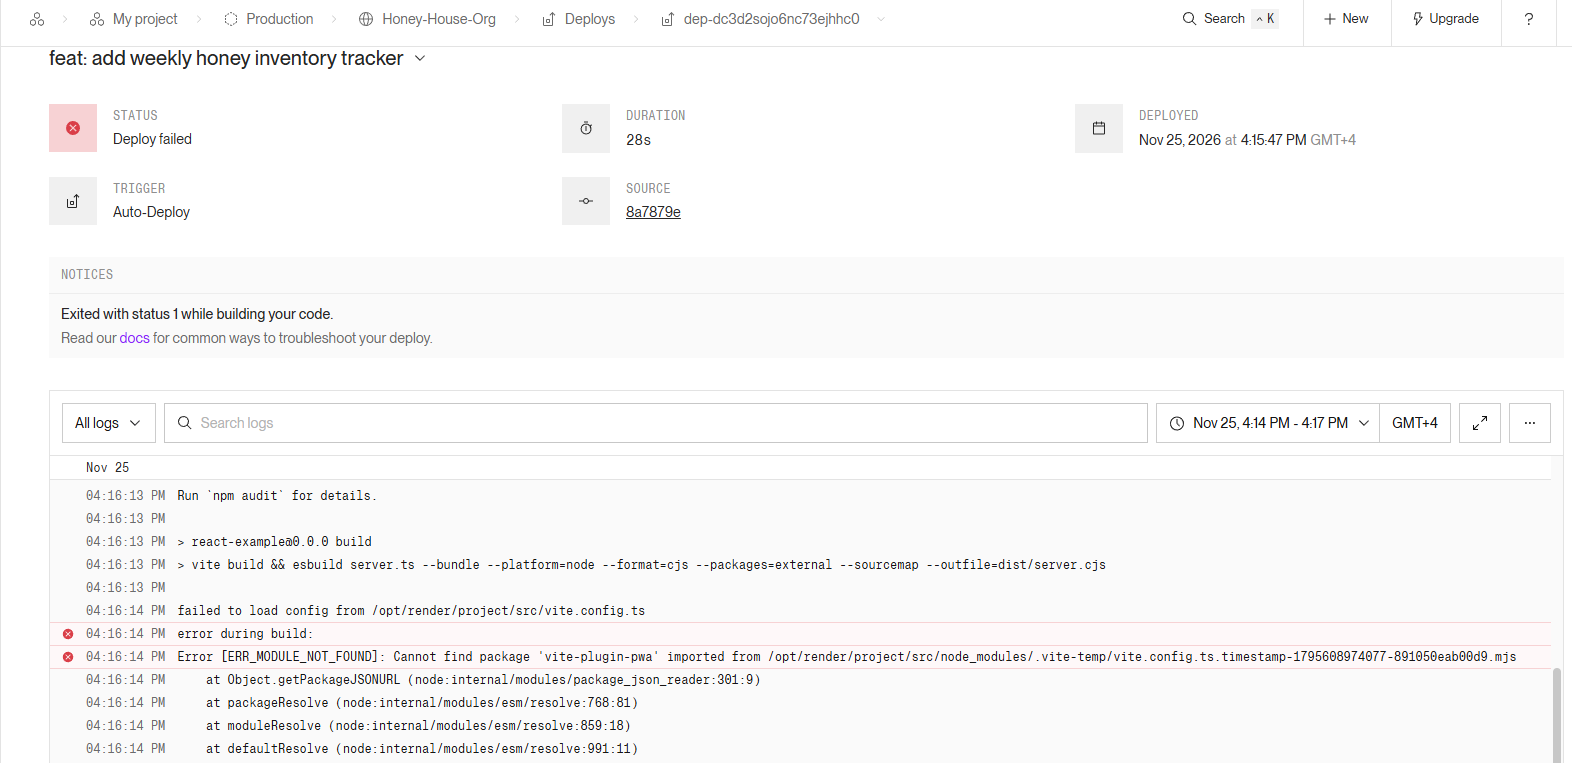 My project Production Honey-House-Org Deploys dep-dc3d2sojo6nc73ejhhc0 Search ^ K + New Upgrade ?
feat: add weekly honey inventory tracker
STATUS
Deploy failed
DURATION
28s
DEPLOYED
Nov 25, 2026 at 4:15:47 PM GMT+4
TRIGGER
Auto-Deploy
SOURCE
8a7879e
NOTICES
Exited with status 1 while building your code.
Read our docs for common ways to troubleshoot your deploy.
All logs Search logs Nov 25, 4:14 PM - 4:17 PM GMT+4 ...
Nov 25
04:16:13 PM Run `npm audit` for details.
04:16:13 PM
04:16:13 PM > react-example@0.0.0 build
04:16:13 PM > vite build && esbuild server.ts --bundle --platform=node --format=cjs --packages=external --sourcemap --outfile=dist/server.cjs
04:16:13 PM
04:16:14 PM failed to load config from /opt/render/project/src/vite.config.ts
04:16:14 PM error during build:
04:16:14 PM Error [ERR_MODULE_NOT_FOUND]: Cannot find package 'vite-plugin-pwa' imported from /opt/render/project/src/node_modules/.vite-temp/vite.config.ts.timestamp-1795608974077-891050eab00d9.mjs
04:16:14 PM at Object.getPackageJSONURL (node:internal/modules/package_json_reader:301:9)
04:16:14 PM at packageResolve (node:internal/modules/esm/resolve:768:81)
04:16:14 PM at moduleResolve (node:internal/modules/esm/resolve:859:18)
04:16:14 PM at defaultResolve (node:internal/modules/esm/resolve:991:11)